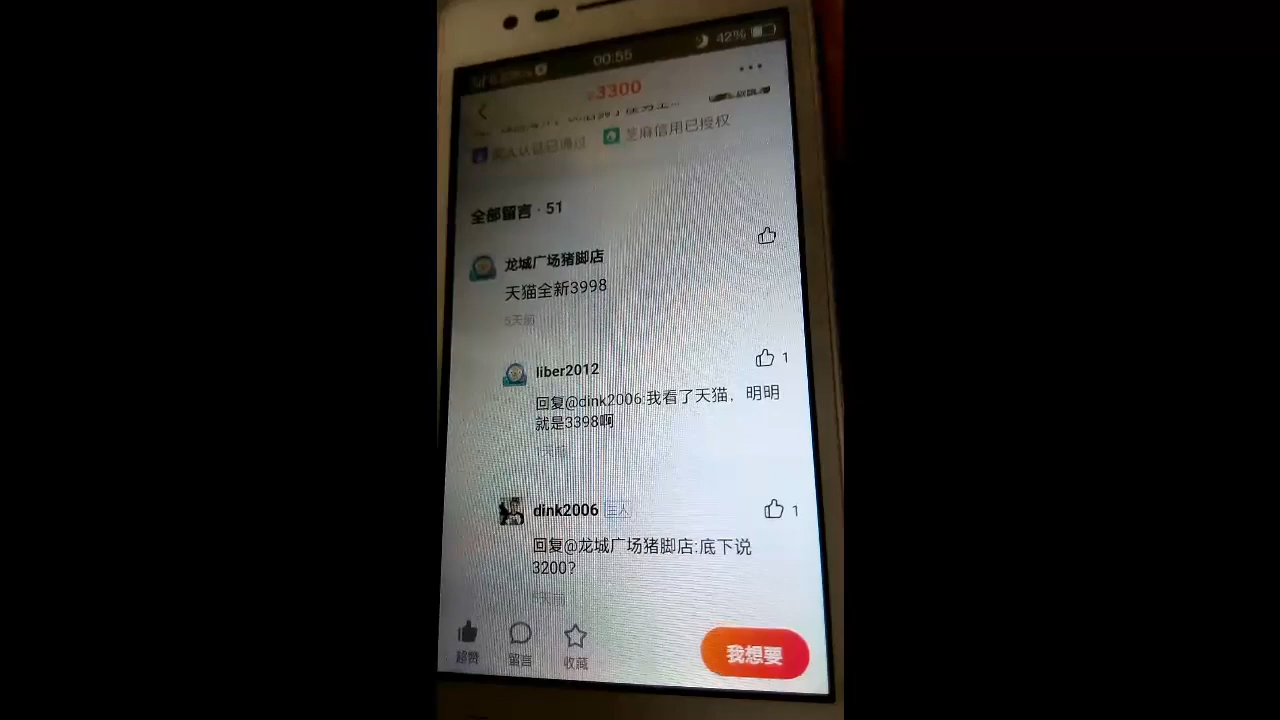 00:55
42%
3300
芝麻信用已授权
全部留言 · 51
龙城广场猪脚店
天猫全新3998
5天前
liber2012
1
回复@dink2006:我看了天猫，明明
就是3398啊
dink2006
1
回复@龙城广场猪脚店:底下说
3200?
超赞
留言
收藏
我想要